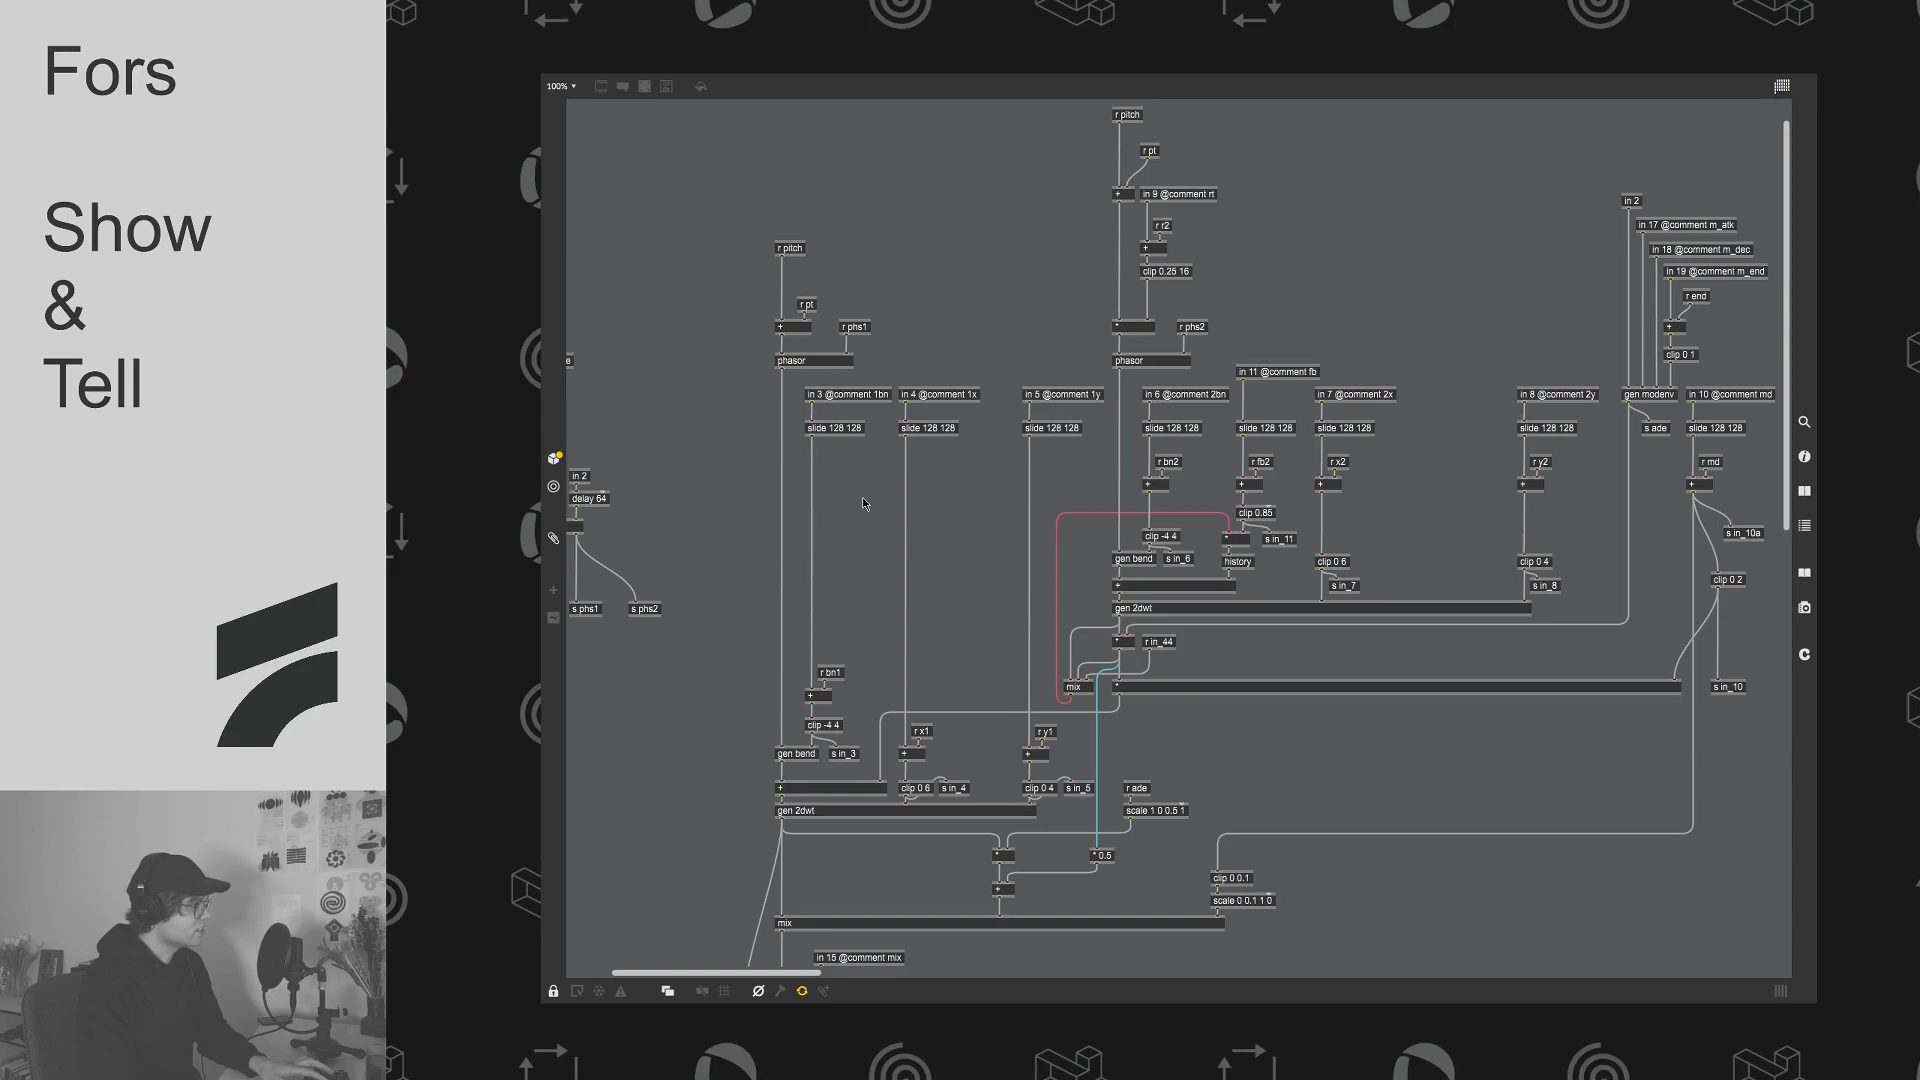 Fors
Show
&
Tell
100%
r pitch
r pt
+
in 9 @comment rt
r r2
+
clip 0.25 16
in 2
in 17 @comment m_atk
in 18 @comment m_dec
in 19 @comment m_end
r end
+
clip 0 1
r pitch
r pt
+
r phs1
*
r phs2
phasor
phasor
e
in 11 @comment fb
in 3 @comment 1bn
in 4 @comment 1x
in 5 @comment 1y
in 6 @comment 2bn
in 7 @comment 2x
in 8 @comment 2y
gen modenv
in 10 @comment md
slide 128 128
slide 128 128
slide 128 128
slide 128 128
slide 128 128
slide 128 128
slide 128 128
s ade
slide 128 128
r bn2
r fb2
r x2
r y2
r md
+
+
+
+
+
in 2
delay 64
clip 0.85
clip -4 4
*
s in_11
s in_10a
gen bend
s in_6
history
clip 0 6
clip 0 4
clip 0 2
+
s in_7
s in_8
s phs1
s phs2
gen 2dwt
*
r in_44
r bn1
mix
*
s in_10
+
clip -4 4
r x1
r y1
gen bend
s in_3
+
+
+
clip 0 6
s in_4
clip 0 4
s in_5
r ade
gen 2dwt
scale 1 0 0.5 1
*
* 0.5
+
clip 0 0.1
scale 0 0.1 1 0
mix
in 15 @comment mix